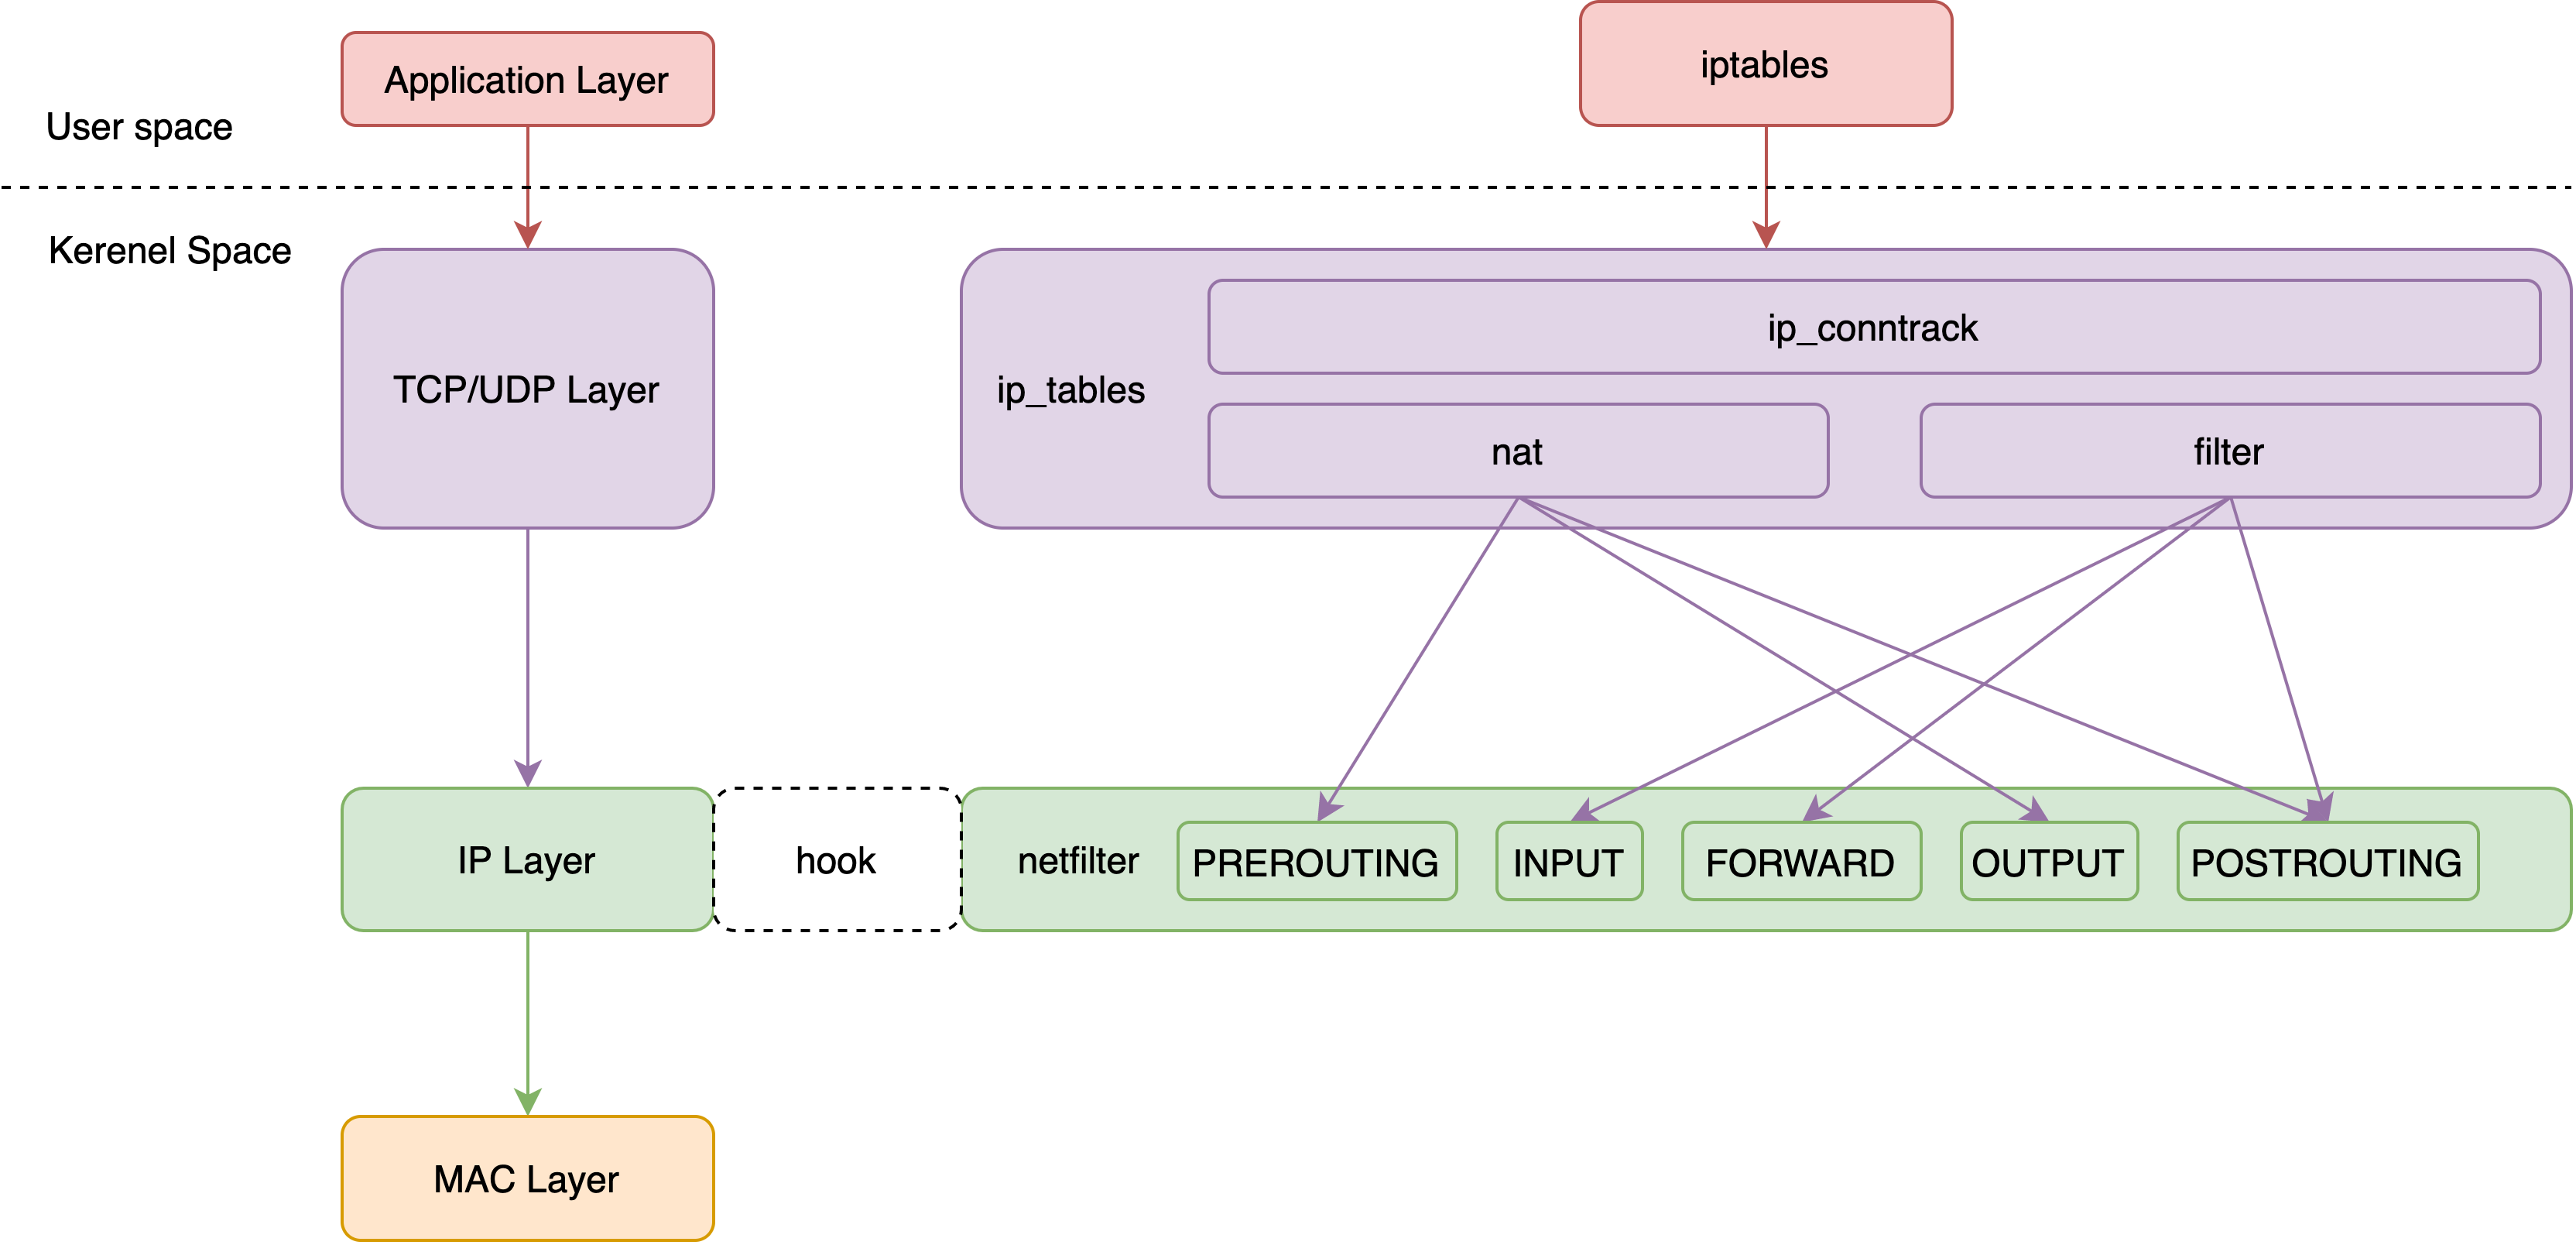 Application Layer
iptables
User space
Kerenel Space
TCP/UDP Layer
ip_tables
ip_conntrack
nat
filter
IP Layer
hook
netfilter
PREROUTING
INPUT
FORWARD
OUTPUT
POSTROUTING
MAC Layer